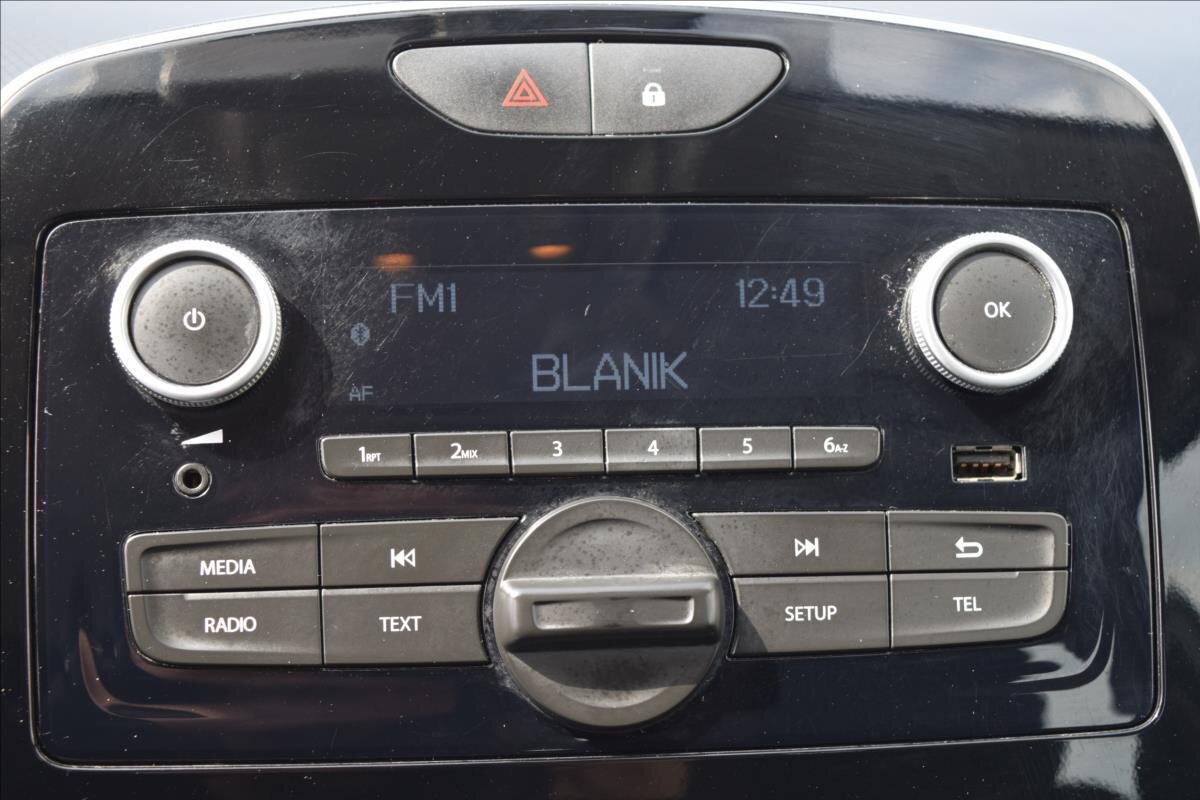 FM1 12:49
BLANIK
AF
OK
1RPT 2MIX 3 4 5 6A-Z
MEDIA
RADIO TEXT SETUP TEL